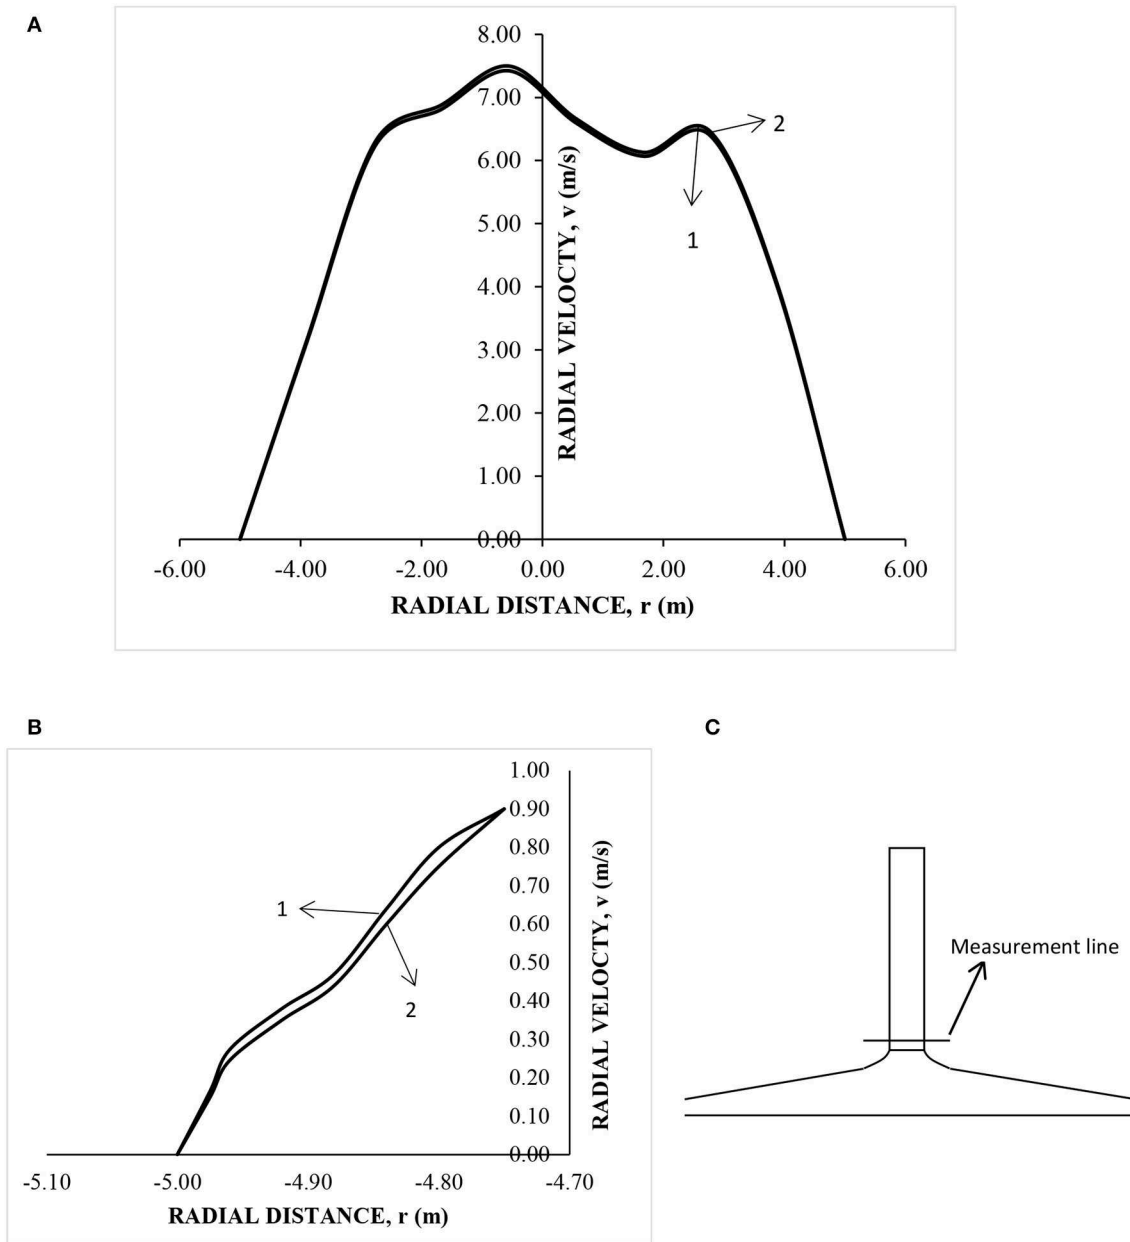 A
8.00
7.00
6.00
5.00
4.00
3.00
2.00
1.00
0.00
RADIAL VELOCTY, v (m/s)
2
1
-6.00 -4.00 -2.00 0.00 2.00 4.00 6.00
RADIAL DISTANCE, r (m)
B
1.00
0.90
0.80
0.70
0.60
0.50
0.40
0.30
0.20
0.10
0.00
RADIAL VELOCTY, v (m/s)
1
2
-5.10 -5.00 -4.90 -4.80 -4.70
RADIAL DISTANCE, r (m)
C
Measurement line